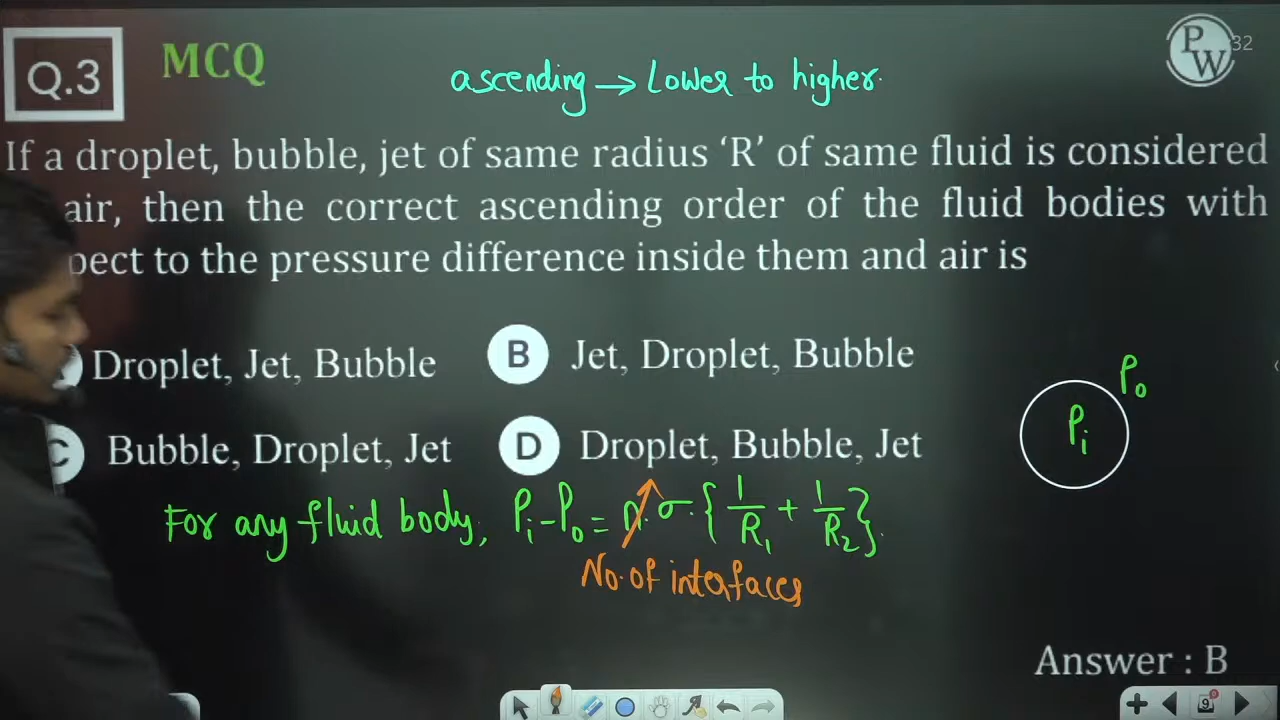 Q.3
MCQ
PW
32
ascending → Lower to higher.
If a droplet, bubble, jet of same radius ‘R’ of same fluid is considered
air, then the correct ascending order of the fluid bodies with
pect to the pressure difference inside them and air is
Droplet, Jet, Bubble
B Jet, Droplet, Bubble
C Bubble, Droplet, Jet
D Droplet, Bubble, Jet
P₀
Pᵢ
For any fluid body, Pᵢ-P₀ = n.σ.{1/R₁ + 1/R₂}.
No. of interfaces
Answer : B
9